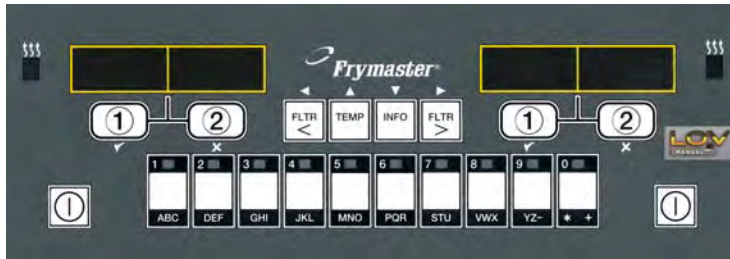 Frymaster
① ② FLTR < TEMP INFO FLTR > ① ②
LOV
MANUAL
1 2 3 4 5 6 7 8 9 0
ABC DEF GHI JKL MNO PQR STU VWX YZ- * +